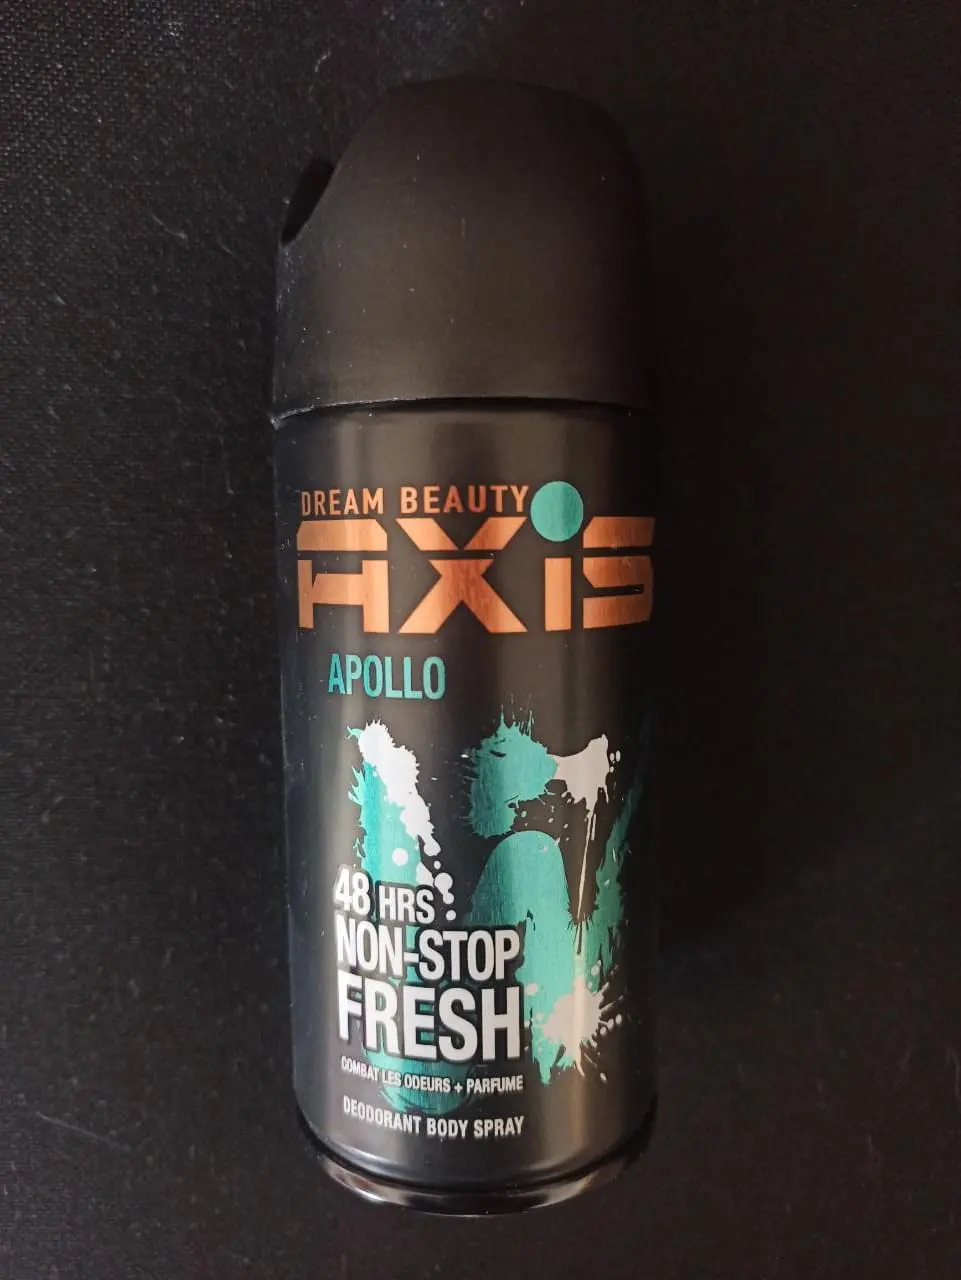 DREAM BEAUTY
AXiS
APOLLO
48 HRS
NON-STOP
FRESH
COMBAT LES ODEURS + PARFUME
DEODORANT BODY SPRAY